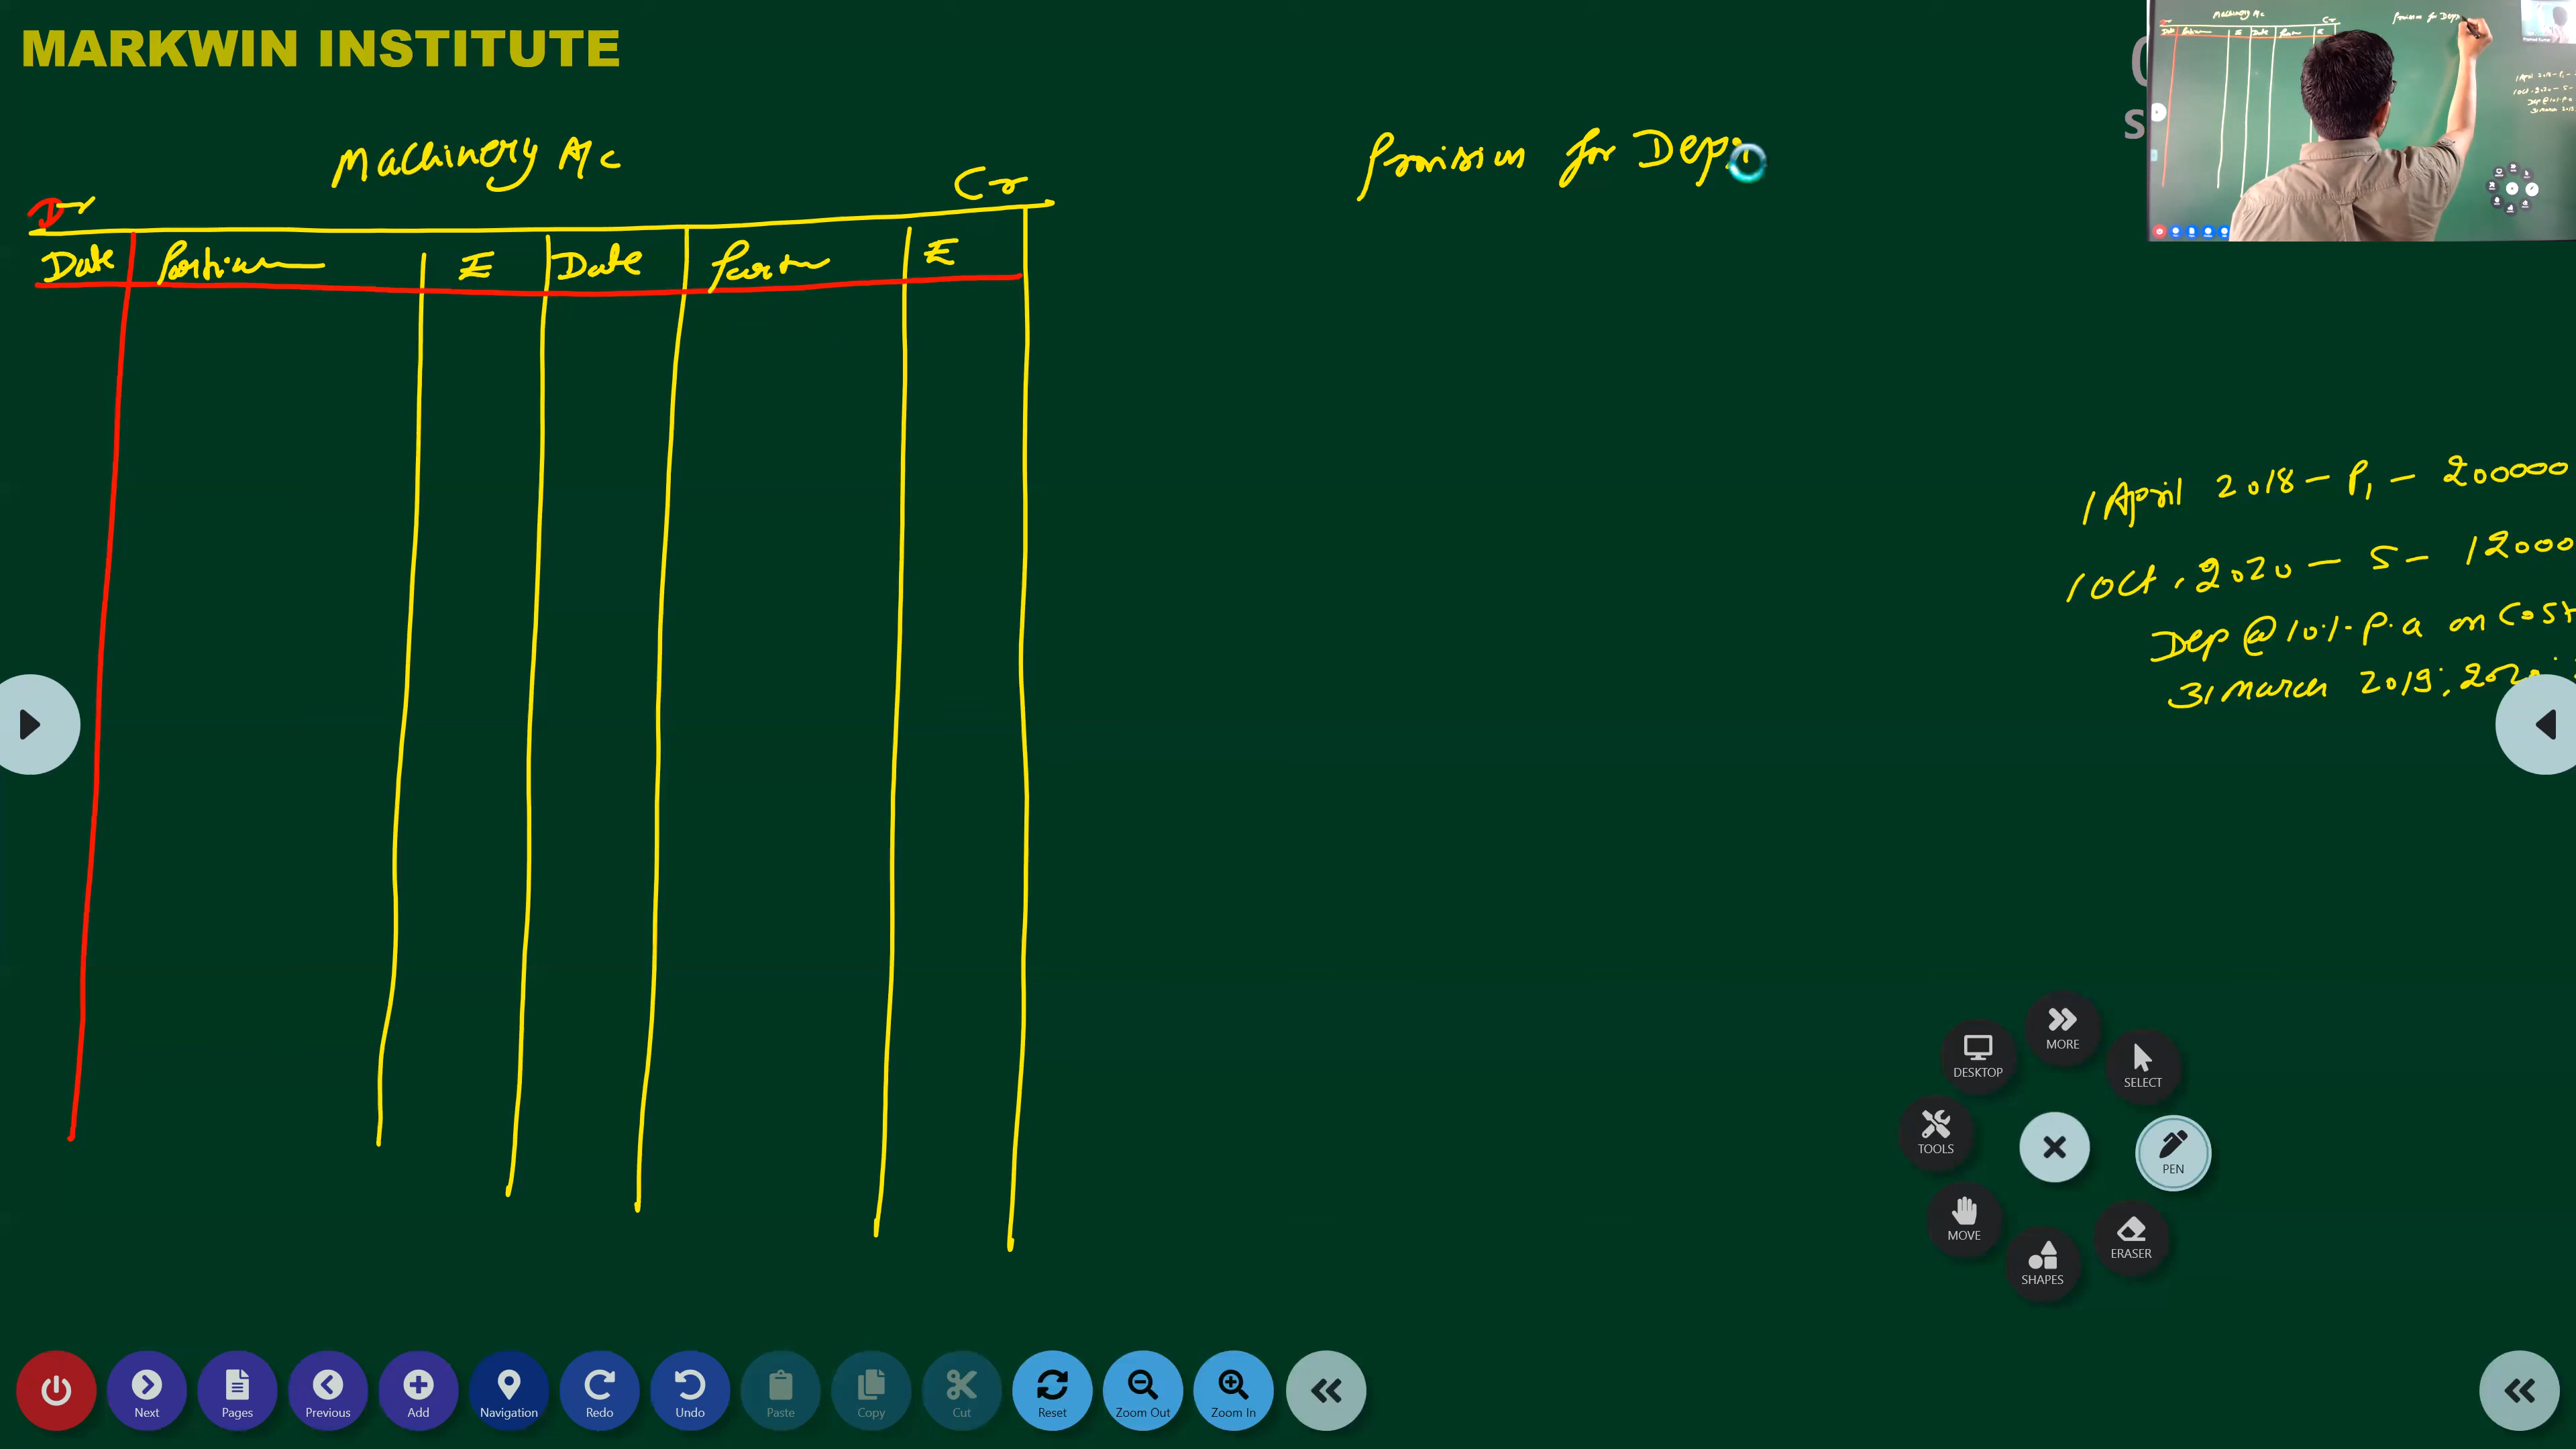 MARKWIN INSTITUTE
Machinery A/c
Dr
Cr
Date
₹
Date
₹
Provision for Dep
1 April 2018 - P1 - 200000
1 Oct. 2020 - S - 12000
Dep @ 10% p.a on Cost
31 March 2019, 2020
DESKTOP
MORE
SELECT
TOOLS
PEN
MOVE
ERASER
SHAPES
Next
Pages
Previous
Add
Navigation
Redo
Undo
Paste
Copy
Cut
Reset
Zoom Out
Zoom In